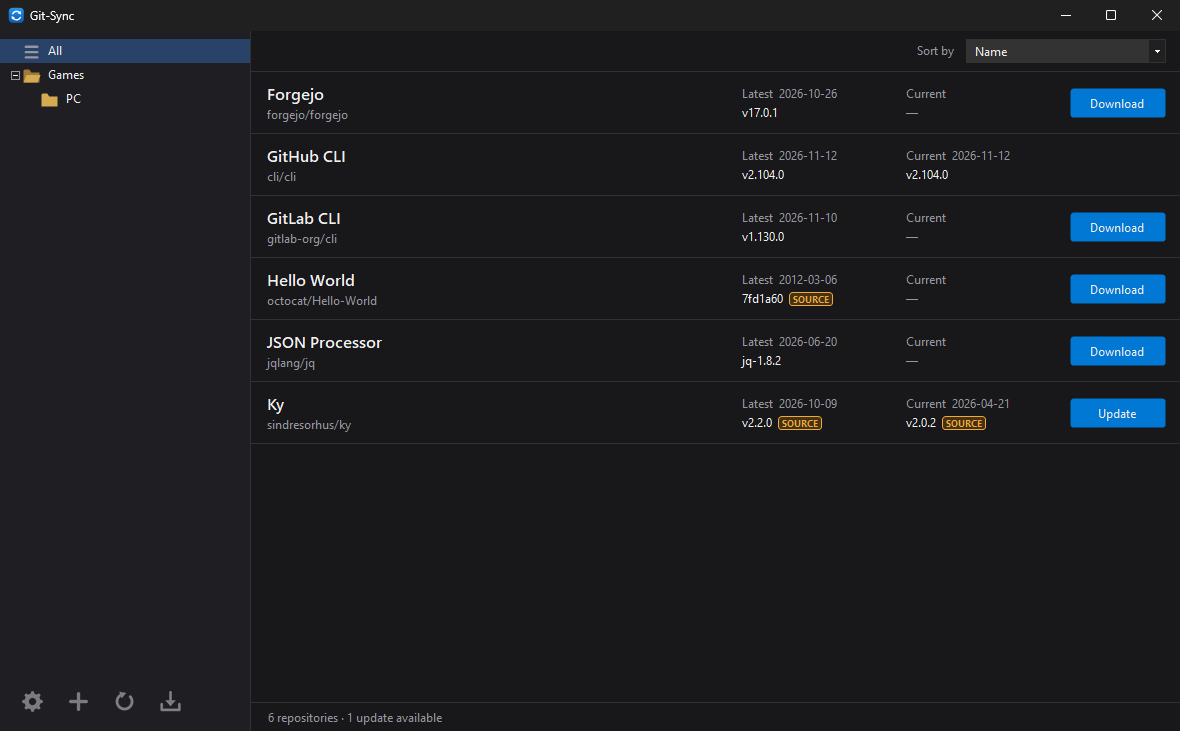 Git-Sync
All
Games
PC
Sort by Name
Forgejo
forgejo/forgejo
Latest 2026-10-26
v17.0.1
Current
—
Download
GitHub CLI
cli/cli
Latest 2026-11-12
v2.104.0
Current 2026-11-12
v2.104.0
GitLab CLI
gitlab-org/cli
Latest 2026-11-10
v1.130.0
Current
—
Download
Hello World
octocat/Hello-World
Latest 2012-03-06
7fd1a60 SOURCE
Current
—
Download
JSON Processor
jqlang/jq
Latest 2026-06-20
jq-1.8.2
Current
—
Download
Ky
sindresorhus/ky
Latest 2026-10-09
v2.2.0 SOURCE
Current 2026-04-21
v2.0.2 SOURCE
Update
6 repositories · 1 update available